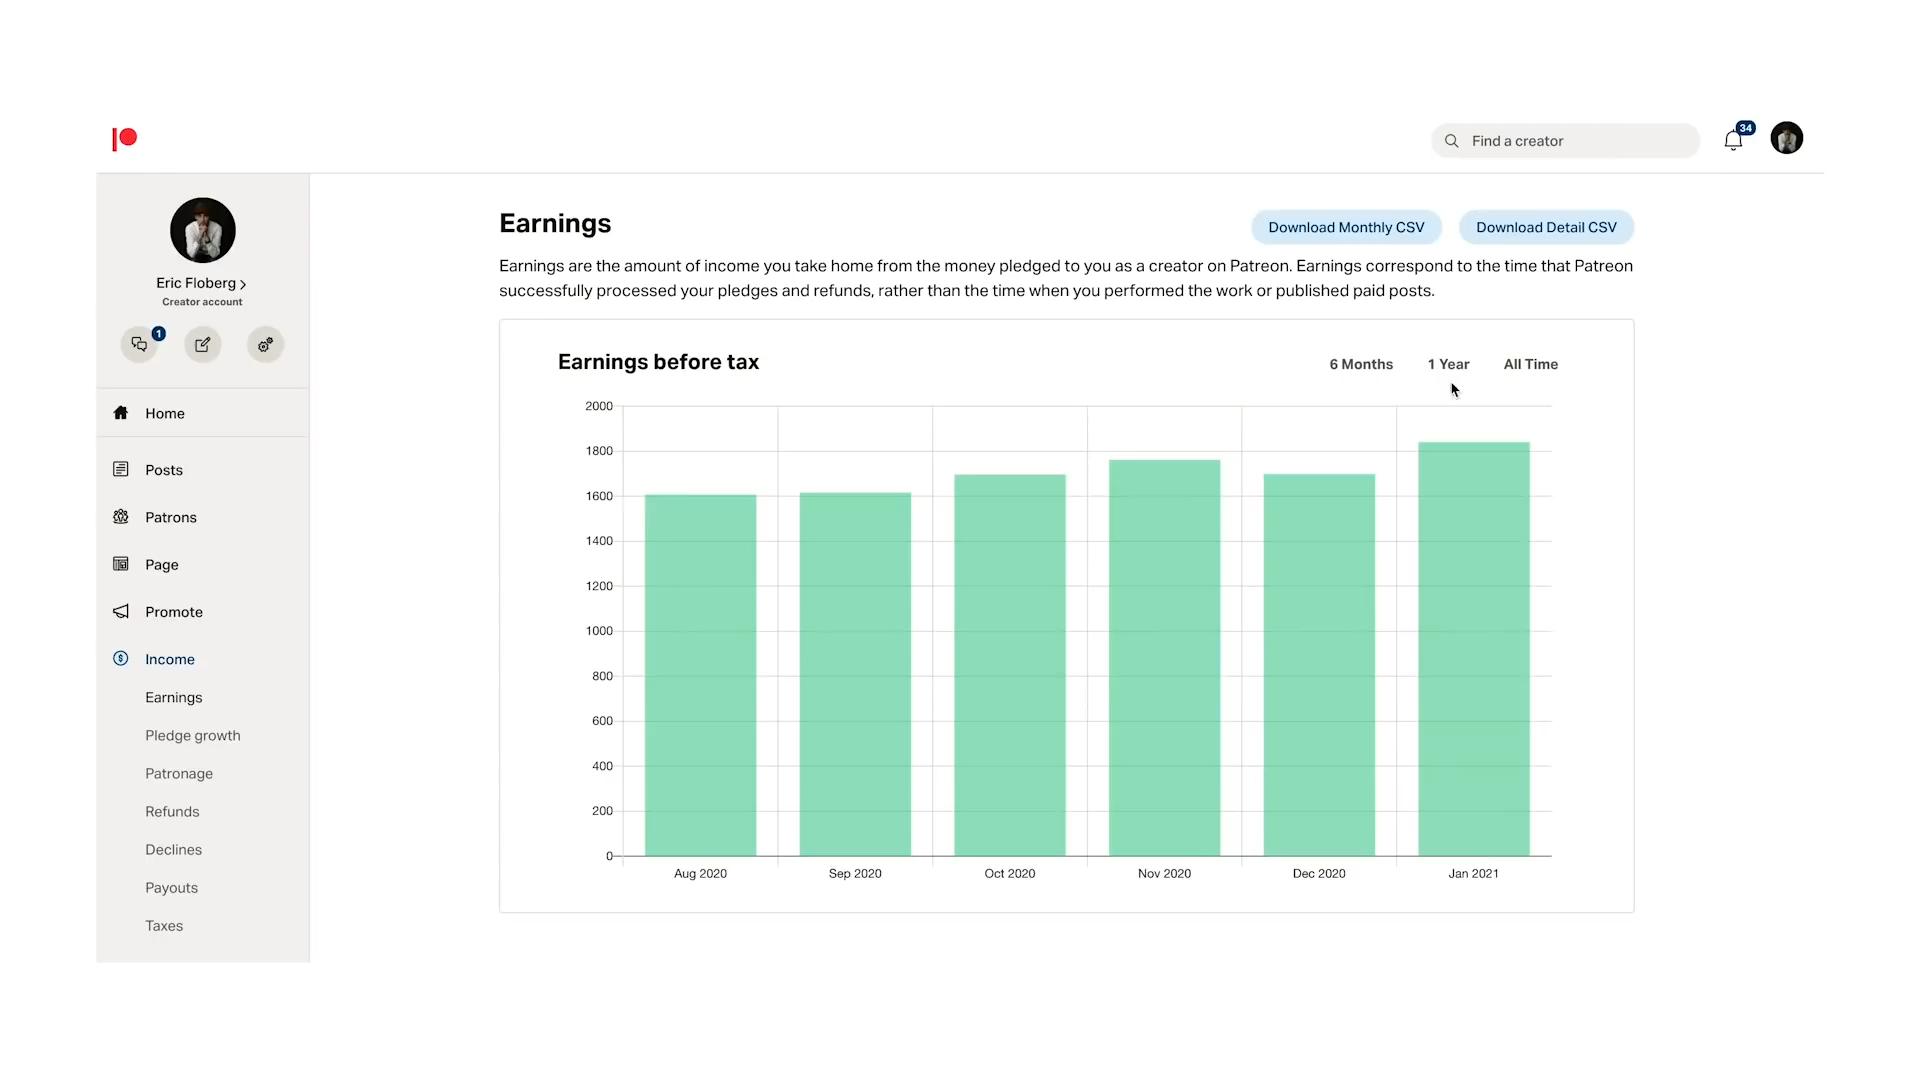 Find a creator
34
Eric Floberg
Creator account
1
Home
Posts
Patrons
Page
Promote
Income
Earnings
Pledge growth
Patronage
Refunds
Declines
Payouts
Taxes
Earnings
Download Monthly CSV
Download Detail CSV
Earnings are the amount of income you take home from the money pledged to you as a creator on Patreon. Earnings correspond to the time that Patreon
successfully processed your pledges and refunds, rather than the time when you performed the work or published paid posts.
Earnings before tax
6 Months
1 Year
All Time
2000
1800
1600
1400
1200
1000
800
600
400
200
0
Aug 2020
Sep 2020
Oct 2020
Nov 2020
Dec 2020
Jan 2021